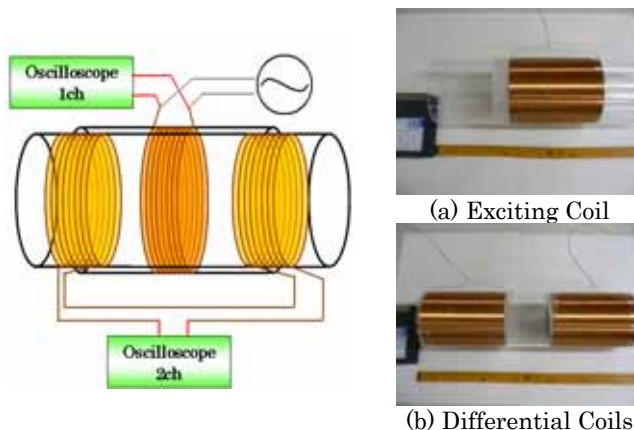 Oscilloscope
1ch
Oscilloscope
2ch
(a) Exciting Coil
(b) Differential Coils